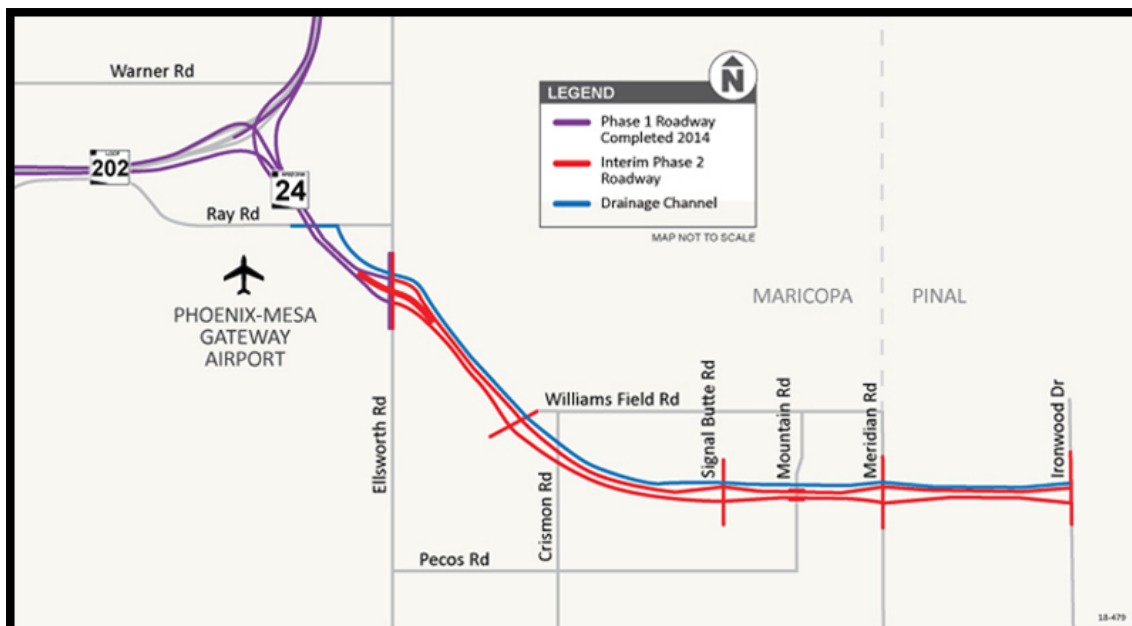 Warner Rd
N
LEGEND
Phase 1 Roadway
Completed 2014
Interim Phase 2
Roadway
Drainage Channel
MAP NOT TO SCALE
202
24
Ray Rd
PHOENIX-MESA
GATEWAY
AIRPORT
MARICOPA
PINAL
Ellsworth Rd
Williams Field Rd
Crismon Rd
Signal Butte Rd
Mountain Rd
Meridian Rd
Ironwood Dr
Pecos Rd
18-479